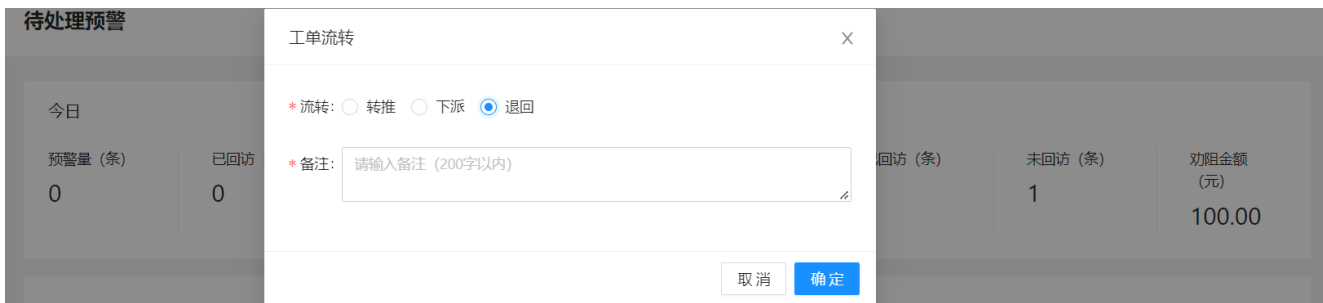 待处理预警
工单流转
今日
* 流转: 转推 下派 退回
预警量（条） 已回访 回访（条） 未回访（条） 劝阻金额（元）
* 备注: 请输入备注（200字以内）
0 0 1 100.00
取消 确定